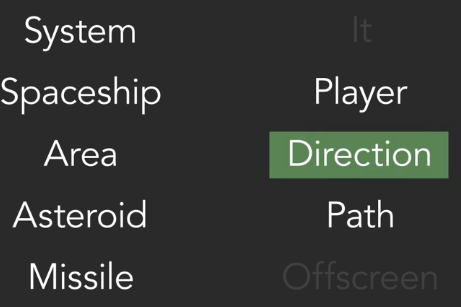 System
Spaceship
Area
Asteroid
Missile
It
Player
Direction
Path
Offscreen